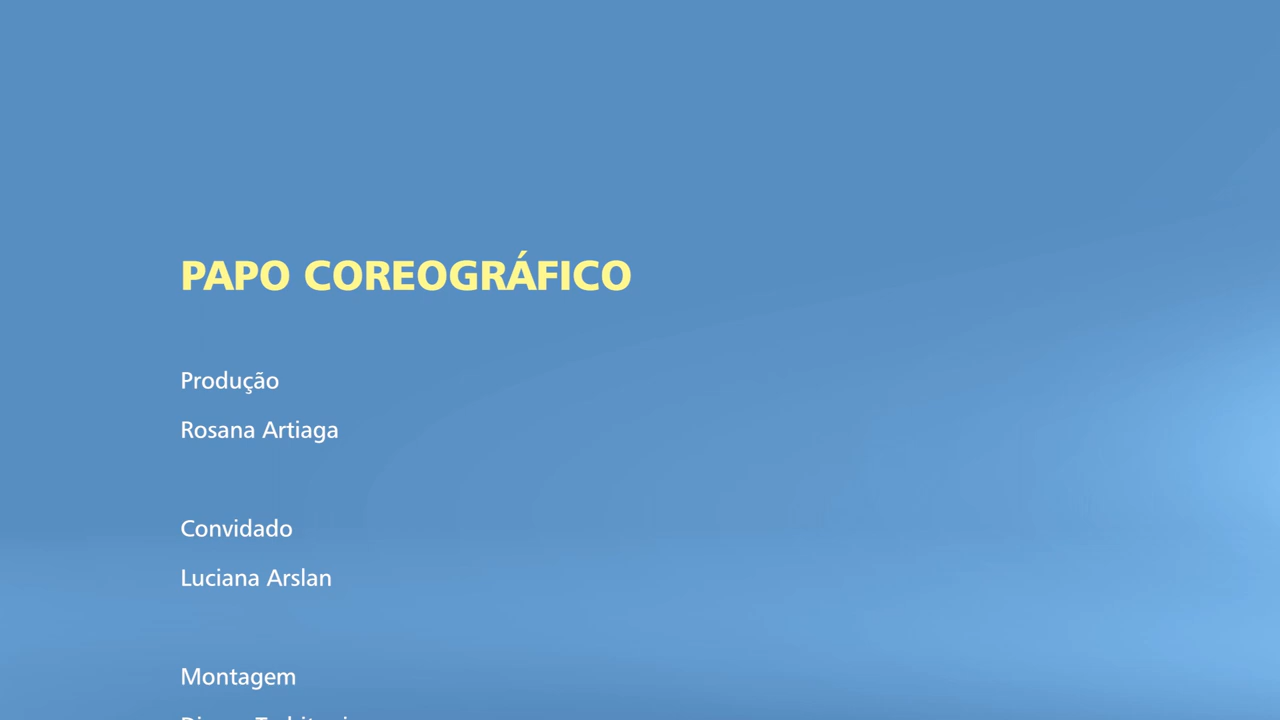 PAPO COREOGRÁFICO
Produção
Rosana Artiaga
Convidado
Luciana Arslan
Montagem